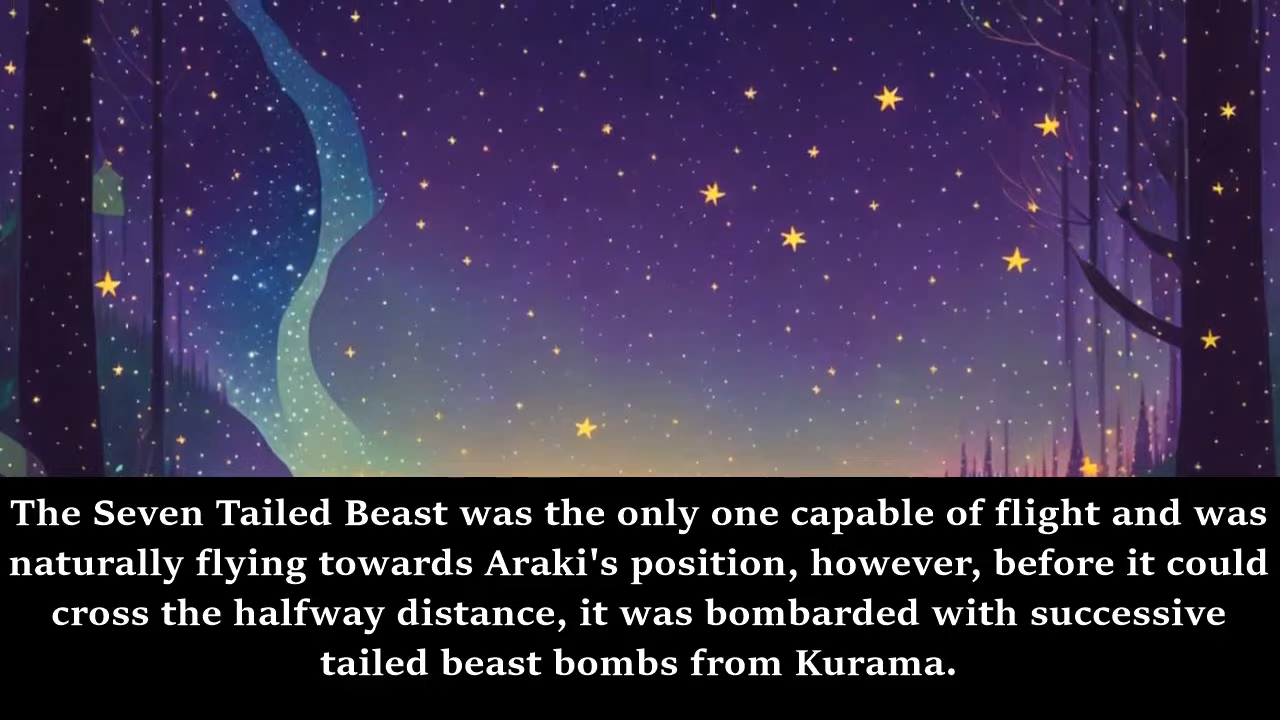 The Seven Tailed Beast was the only one capable of flight and was
naturally flying towards Araki's position, however, before it could
cross the halfway distance, it was bombarded with successive
tailed beast bombs from Kurama.